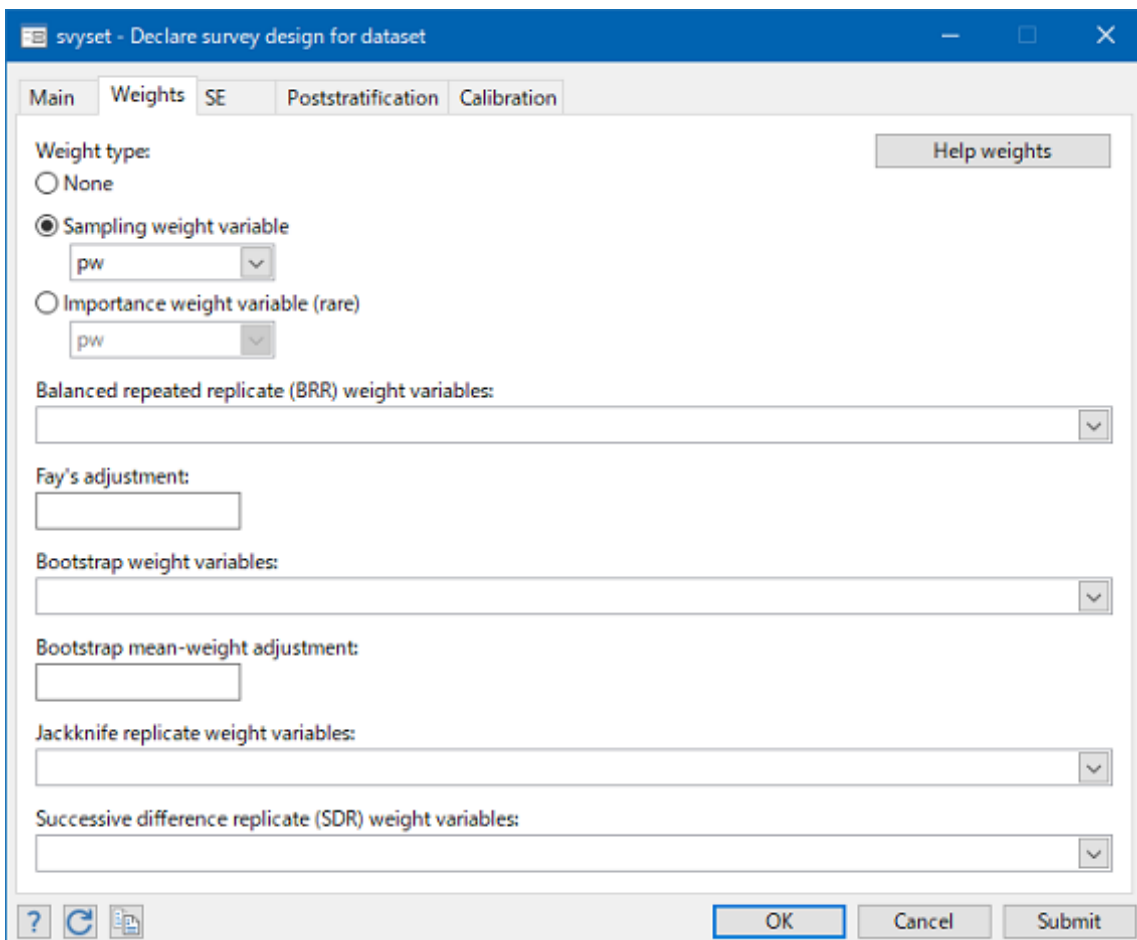 svyset - Declare survey design for dataset
Main Weights SE Poststratification Calibration
Weight type:
Help weights
None
Sampling weight variable
pw
Importance weight variable (rare)
pw
Balanced repeated replicate (BRR) weight variables:
Fay's adjustment:
Bootstrap weight variables:
Bootstrap mean-weight adjustment:
Jackknife replicate weight variables:
Successive difference replicate (SDR) weight variables:
? OK Cancel Submit